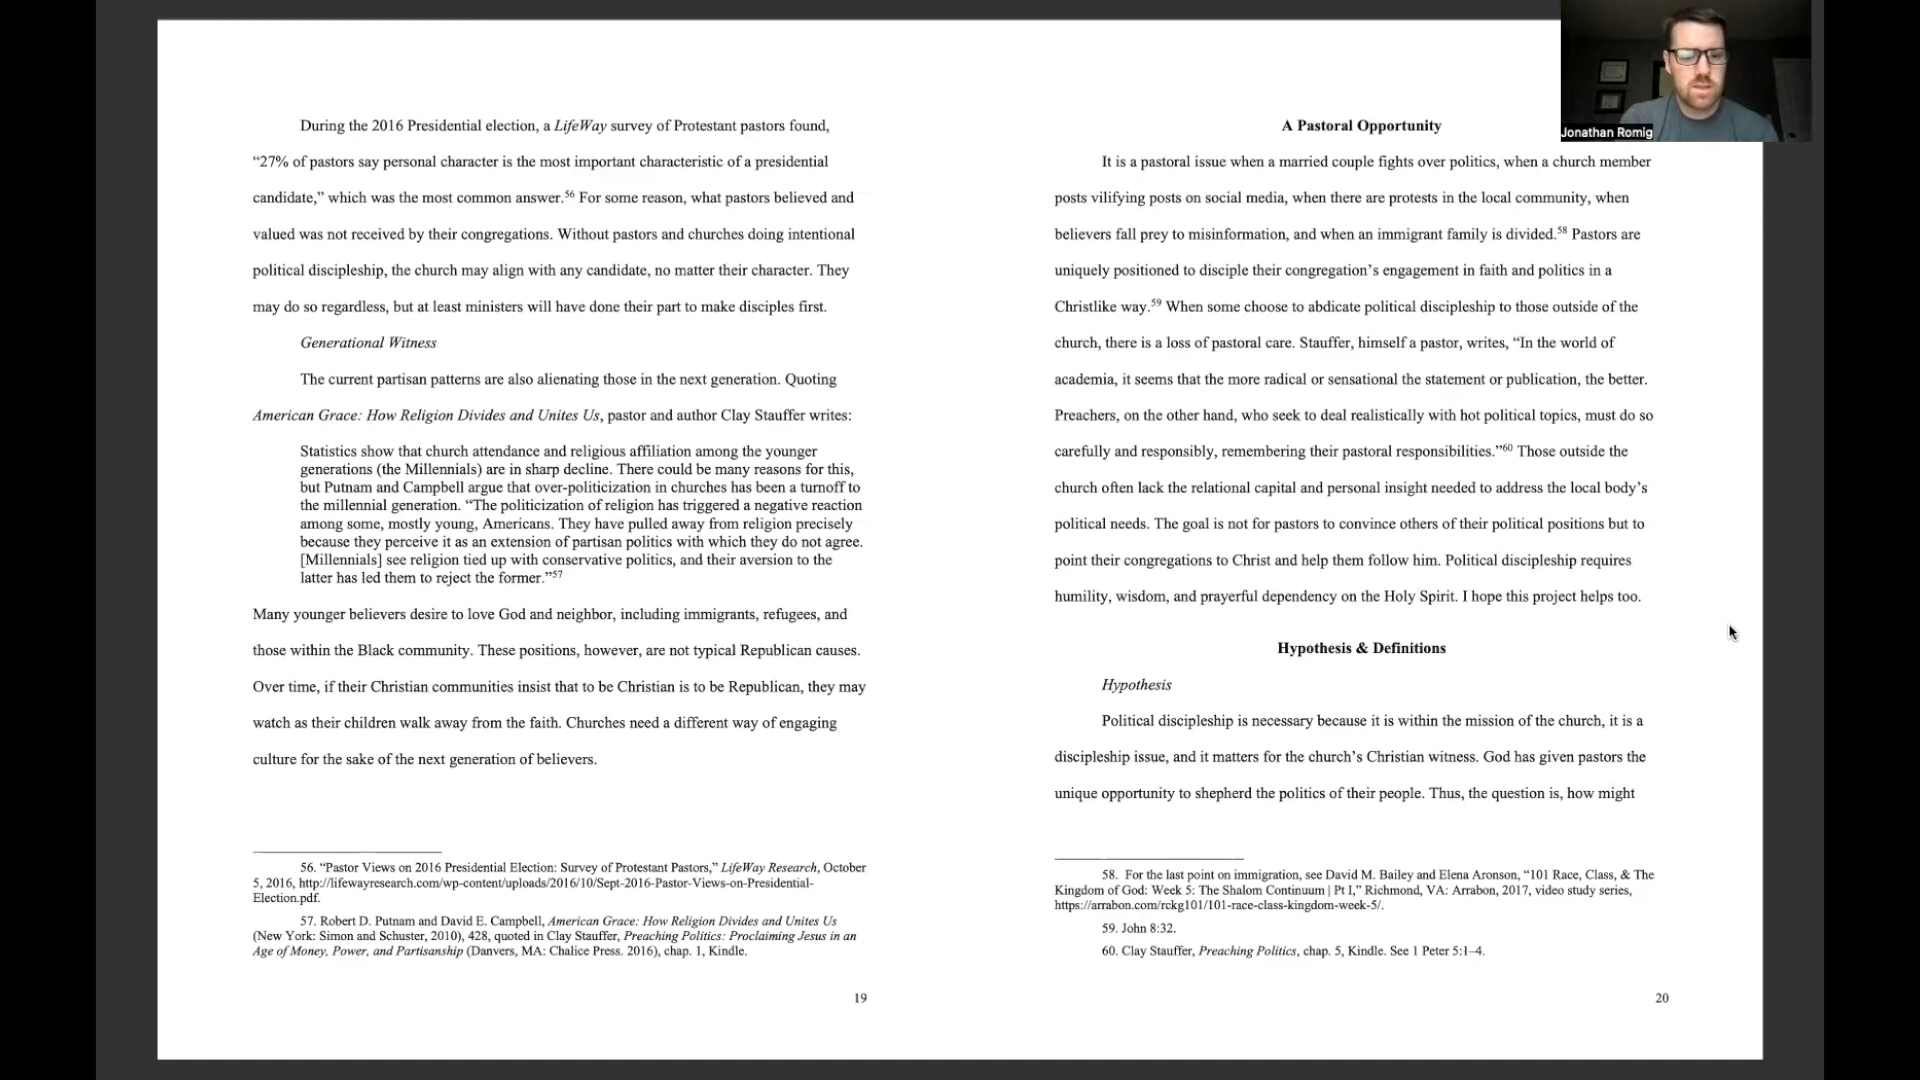 During the 2016 Presidential election, a LifeWay survey of Protestant pastors found,
“27% of pastors say personal character is the most important characteristic of a presidential
candidate,” which was the most common answer.56 For some reason, what pastors believed and
valued was not received by their congregations. Without pastors and churches doing intentional
political discipleship, the church may align with any candidate, no matter their character. They
may do so regardless, but at least ministers will have done their part to make disciples first.
Generational Witness
The current partisan patterns are also alienating those in the next generation. Quoting
American Grace: How Religion Divides and Unites Us, pastor and author Clay Stauffer writes:
Statistics show that church attendance and religious affiliation among the younger
generations (the Millennials) are in sharp decline. There could be many reasons for this,
but Putnam and Campbell argue that over-politicization in churches has been a turnoff to
the millennial generation. “The politicization of religion has triggered a negative reaction
among some, mostly young, Americans. They have pulled away from religion precisely
because they perceive it as an extension of partisan politics with which they do not agree.
[Millennials] see religion tied up with conservative politics, and their aversion to the
latter has led them to reject the former.”57
Many younger believers desire to love God and neighbor, including immigrants, refugees, and
those within the Black community. These positions, however, are not typical Republican causes.
Over time, if their Christian communities insist that to be Christian is to be Republican, they may
watch as their children walk away from the faith. Churches need a different way of engaging
culture for the sake of the next generation of believers.
56. “Pastor Views on 2016 Presidential Election: Survey of Protestant Pastors,” LifeWay Research, October
5, 2016, http://lifewayresearch.com/wp-content/uploads/2016/10/Sept-2016-Pastor-Views-on-Presidential-
Election.pdf.
57. Robert D. Putnam and David E. Campbell, American Grace: How Religion Divides and Unites Us
(New York: Simon and Schuster, 2010), 428, quoted in Clay Stauffer, Preaching Politics: Proclaiming Jesus in an
Age of Money, Power, and Partisanship (Danvers, MA: Chalice Press. 2016), chap. 1, Kindle.
19
A Pastoral Opportunity
It is a pastoral issue when a married couple fights over politics, when a church member
posts vilifying posts on social media, when there are protests in the local community, when
believers fall prey to misinformation, and when an immigrant family is divided.58 Pastors are
uniquely positioned to disciple their congregation’s engagement in faith and politics in a
Christlike way.59 When some choose to abdicate political discipleship to those outside of the
church, there is a loss of pastoral care. Stauffer, himself a pastor, writes, “In the world of
academia, it seems that the more radical or sensational the statement or publication, the better.
Preachers, on the other hand, who seek to deal realistically with hot political topics, must do so
carefully and responsibly, remembering their pastoral responsibilities.”60 Those outside the
church often lack the relational capital and personal insight needed to address the local body’s
political needs. The goal is not for pastors to convince others of their political positions but to
point their congregations to Christ and help them follow him. Political discipleship requires
humility, wisdom, and prayerful dependency on the Holy Spirit. I hope this project helps too.
Hypothesis & Definitions
Hypothesis
Political discipleship is necessary because it is within the mission of the church, it is a
discipleship issue, and it matters for the church’s Christian witness. God has given pastors the
unique opportunity to shepherd the politics of their people. Thus, the question is, how might
58. For the last point on immigration, see David M. Bailey and Elena Aronson, “101 Race, Class, & The
Kingdom of God: Week 5: The Shalom Continuum | Pt I,” Richmond, VA: Arrabon, 2017, video study series,
https://arrabon.com/rckg101/101-race-class-kingdom-week-5/.
59. John 8:32.
60. Clay Stauffer, Preaching Politics, chap. 5, Kindle. See 1 Peter 5:1–4.
20
Jonathan Romig